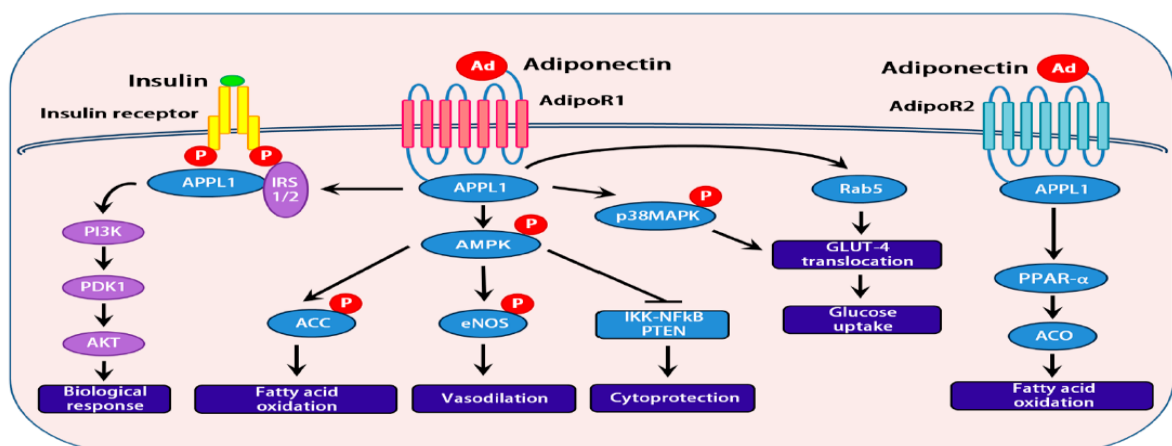 Insulin
Insulin receptor
P
P
APPL1
IRS
1/2
PI3K
PDK1
AKT
Biological
response
Ad
Adiponectin
AdipoR1
APPL1
P
AMPK
P
ACC
Fatty acid
oxidation
P
eNOS
Vasodilation
IKK-NFkB
PTEN
Cytoprotection
P
p38MAPK
Rab5
GLUT-4
translocation
Glucose
uptake
Adiponectin
Ad
AdipoR2
APPL1
PPAR-α
ACO
Fatty acid
oxidation